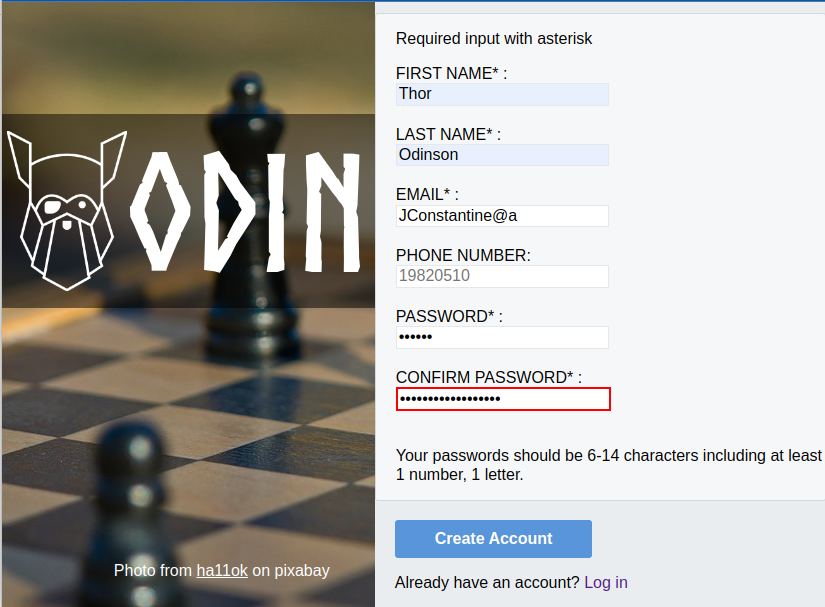 ODIN
Photo from ha11ok on pixabay
Required input with asterisk
FIRST NAME* :
Thor
LAST NAME* :
Odinson
EMAIL* :
JConstantine@a
PHONE NUMBER:
19820510
PASSWORD* :
••••••
CONFIRM PASSWORD* :
••••••••••••••••••
Your passwords should be 6-14 characters including at least
1 number, 1 letter.
Create Account
Already have an account? Log in